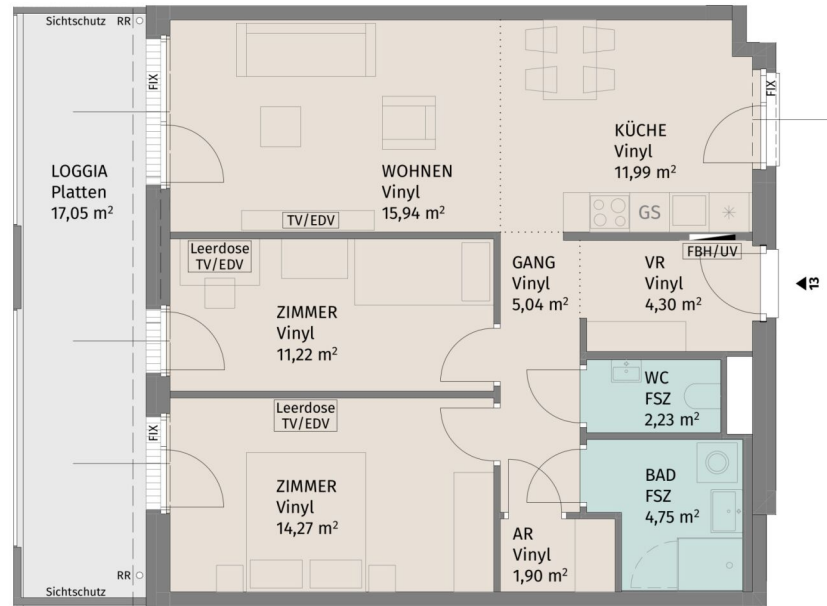 Sichtschutz RR
FIX
FIX
LOGGIA
Platten
17,05 m²
WOHNEN
Vinyl
15,94 m²
KÜCHE
Vinyl
11,99 m²
TV/EDV
GS
Leerdose
TV/EDV
ZIMMER
Vinyl
11,22 m²
GANG
Vinyl
5,04 m²
VR
Vinyl
4,30 m²
FBH/UV
13
WC
FSZ
2,23 m²
FIX
Leerdose
TV/EDV
ZIMMER
Vinyl
14,27 m²
BAD
FSZ
4,75 m²
AR
Vinyl
1,90 m²
RR
Sichtschutz